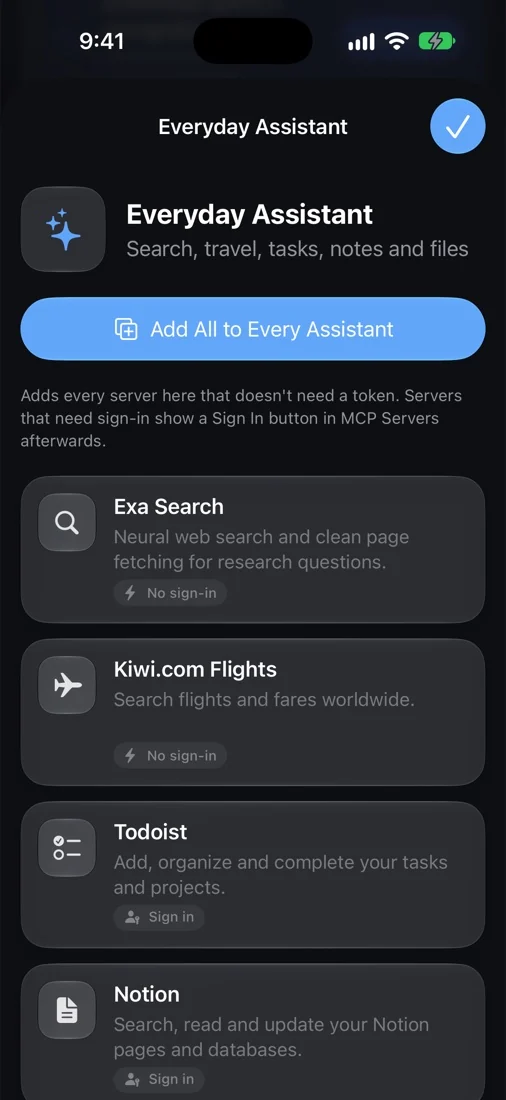 9:41
Everyday Assistant
Everyday Assistant
Search, travel, tasks, notes and files
Add All to Every Assistant
Adds every server here that doesn't need a token. Servers
that need sign-in show a Sign In button in MCP Servers
afterwards.
Exa Search
Neural web search and clean page
fetching for research questions.
No sign-in
Kiwi.com Flights
Search flights and fares worldwide.
No sign-in
Todoist
Add, organize and complete your tasks
and projects.
Sign in
Notion
Search, read and update your Notion
pages and databases.
Sign in